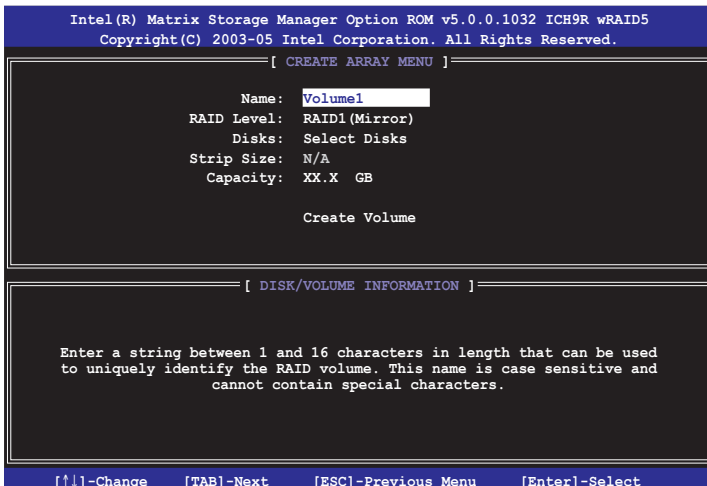 Intel(R) Matrix Storage Manager Option ROM v5.0.0.1032 ICH9R wRAID5
Copyright(C) 2003-05 Intel Corporation. All Rights Reserved.
[ CREATE ARRAY MENU ]
Name: Volume1
RAID Level: RAID1(Mirror)
Disks: Select Disks
Strip Size: N/A
Capacity: XX.X GB
Create Volume
[ DISK/VOLUME INFORMATION ]
Enter a string between 1 and 16 characters in length that can be used
to uniquely identify the RAID volume. This name is case sensitive and
cannot contain special characters.
[↑↓]-Change [TAB]-Next [ESC]-Previous Menu [Enter]-Select